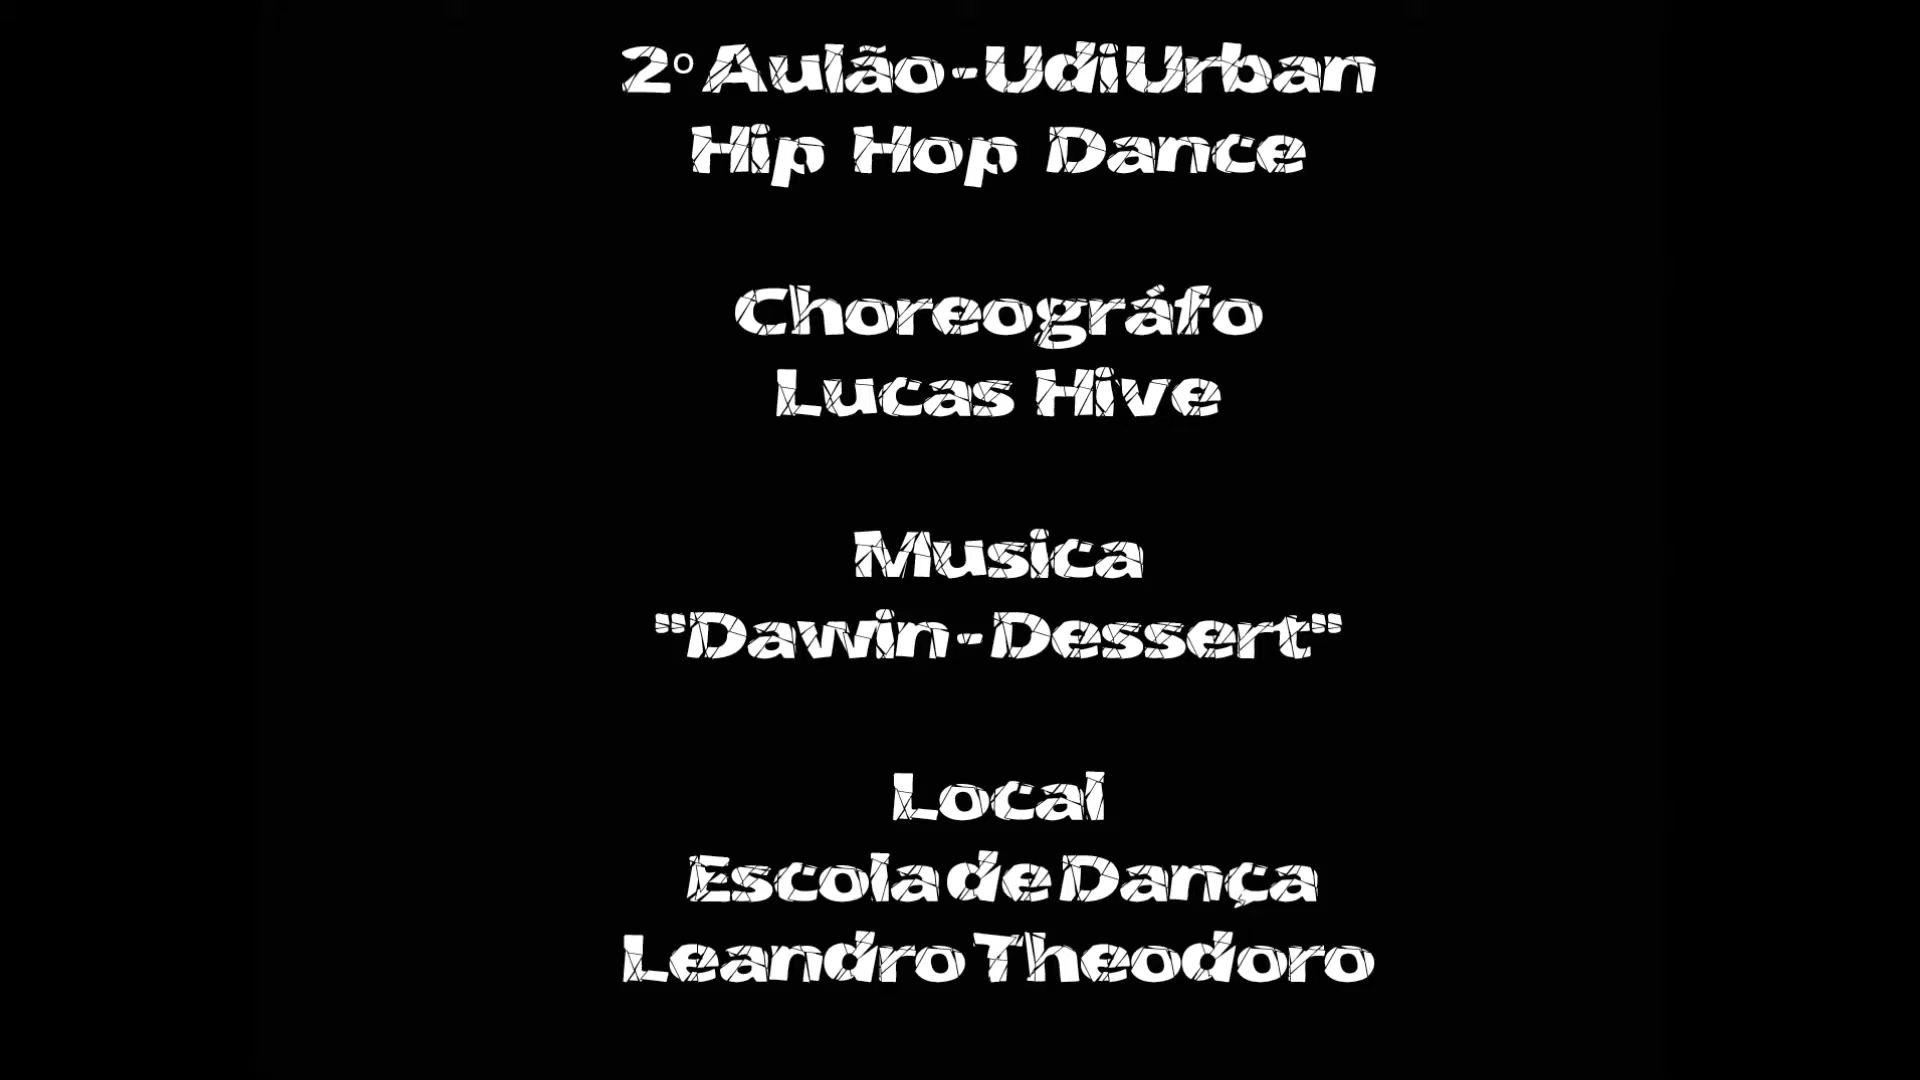 2º Aulão-UdiUrban
Hip Hop Dance
Choreográfo
Lucas Hive
Musica
"Dawin-Dessert"
Local
Escola de Dança
Leandro Theodoro